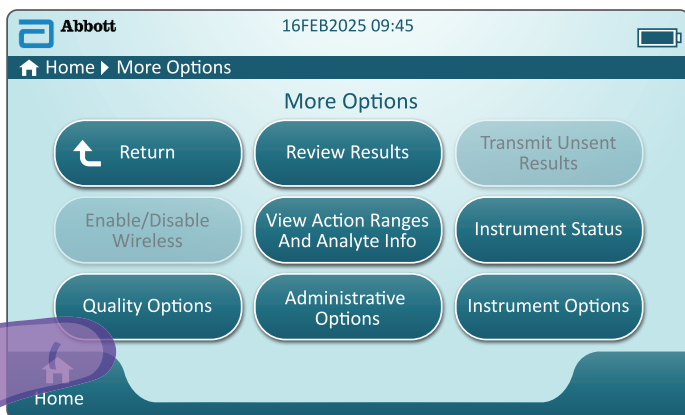 Abbott
16FEB2025 09:45
Home More Options
More Options
Return
Review Results
Transmit Unsent
Results
Enable/Disable
Wireless
View Action Ranges
And Analyte Info
Instrument Status
Quality Options
Administrative
Options
Instrument Options
Home